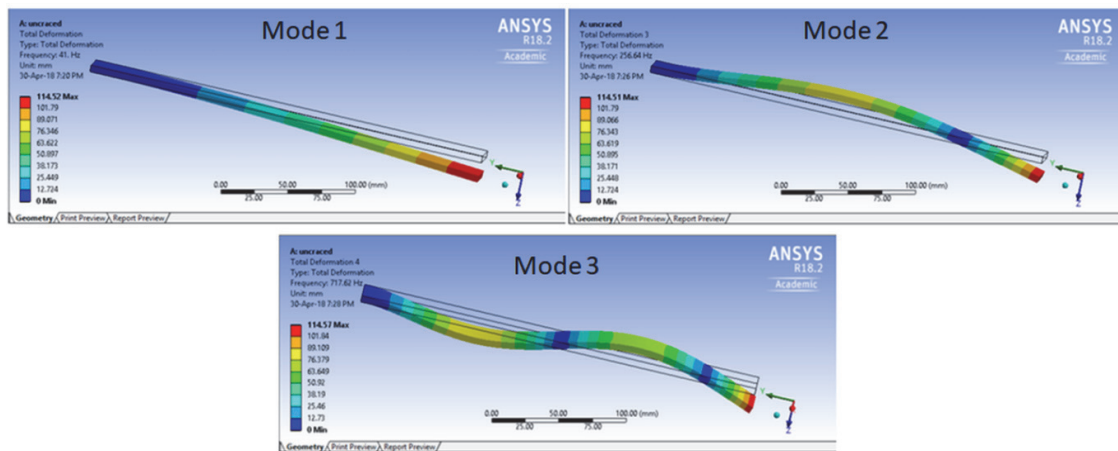 Mode 1
A: uncraced
Total Deformation
Type: Total Deformation
Frequency: 41. Hz
Unit: mm
30-Apr-18 7:20 PM
ANSYS
R18.2
Academic
114.52 Max
101.79
89.071
76.346
63.622
50.897
38.173
25.449
12.724
0 Min
0.00 50.00 100.00 (mm)
25.00 75.00
Y
Z
Geometry Print Preview Report Preview
Mode 2
A: uncraced
Total Deformation 3
Type: Total Deformation
Frequency: 256.64 Hz
Unit: mm
30-Apr-18 7:26 PM
ANSYS
R18.2
Academic
114.51 Max
101.79
89.066
76.343
63.619
50.895
38.171
25.448
12.724
0 Min
0.00 50.00 100.00 (mm)
25.00 75.00
Y
Z
Geometry Print Preview Report Preview
Mode 3
A: uncraced
Total Deformation 4
Type: Total Deformation
Frequency: 717.62 Hz
Unit: mm
30-Apr-18 7:28 PM
ANSYS
R18.2
Academic
114.57 Max
101.84
89.109
76.379
63.649
50.92
38.19
25.46
12.73
0 Min
0.00 50.00 100.00 (mm)
25.00 75.00
Y
Z
Geometry Print Preview Report Preview